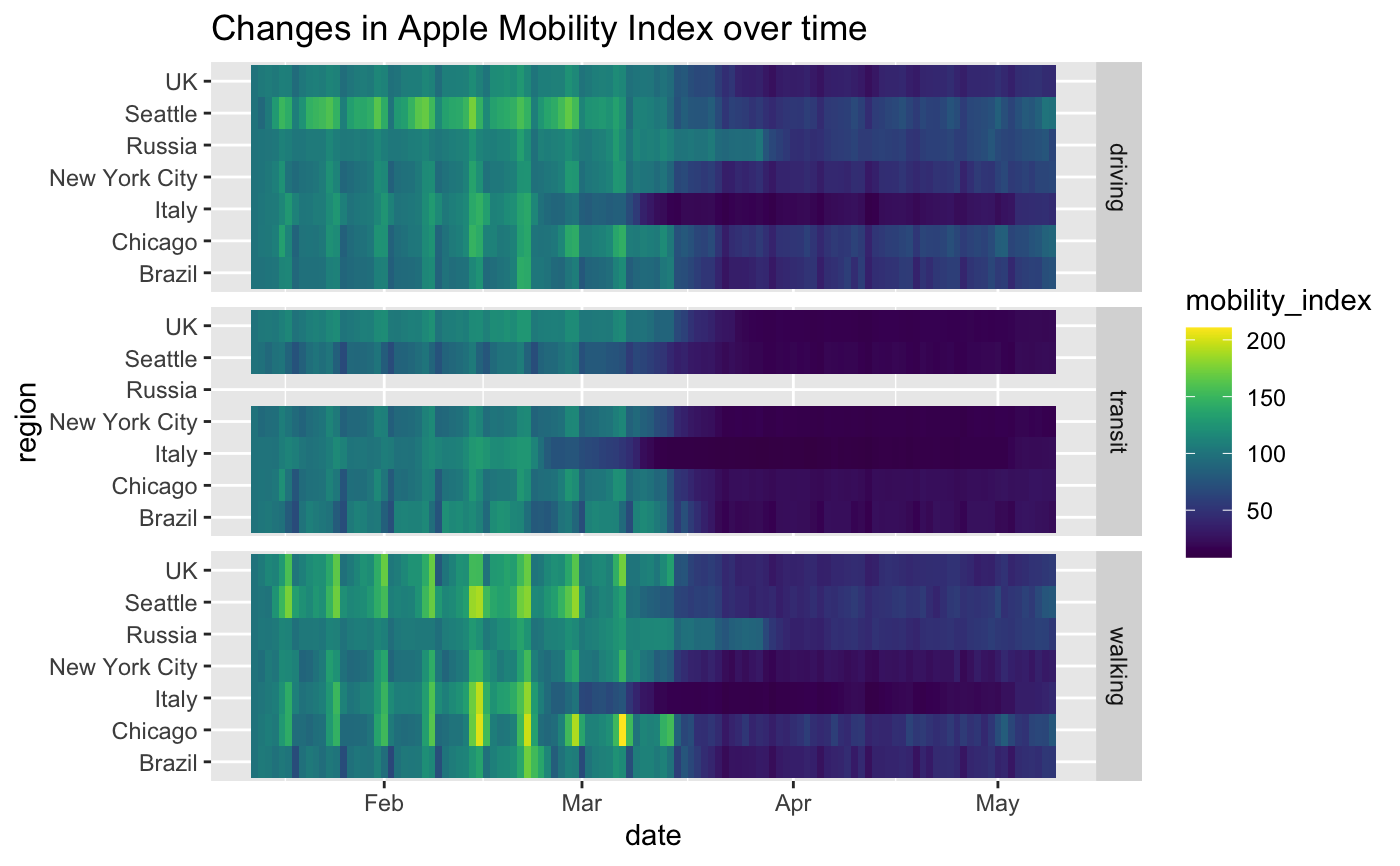 Changes in Apple Mobility Index over time
UK
Seattle
Russia
New York City
Italy
Chicago
Brazil
driving
UK
Seattle
Russia
New York City
Italy
Chicago
Brazil
transit
UK
Seattle
Russia
New York City
Italy
Chicago
Brazil
walking
region
Feb
Mar
Apr
May
date
mobility_index
200
150
100
50